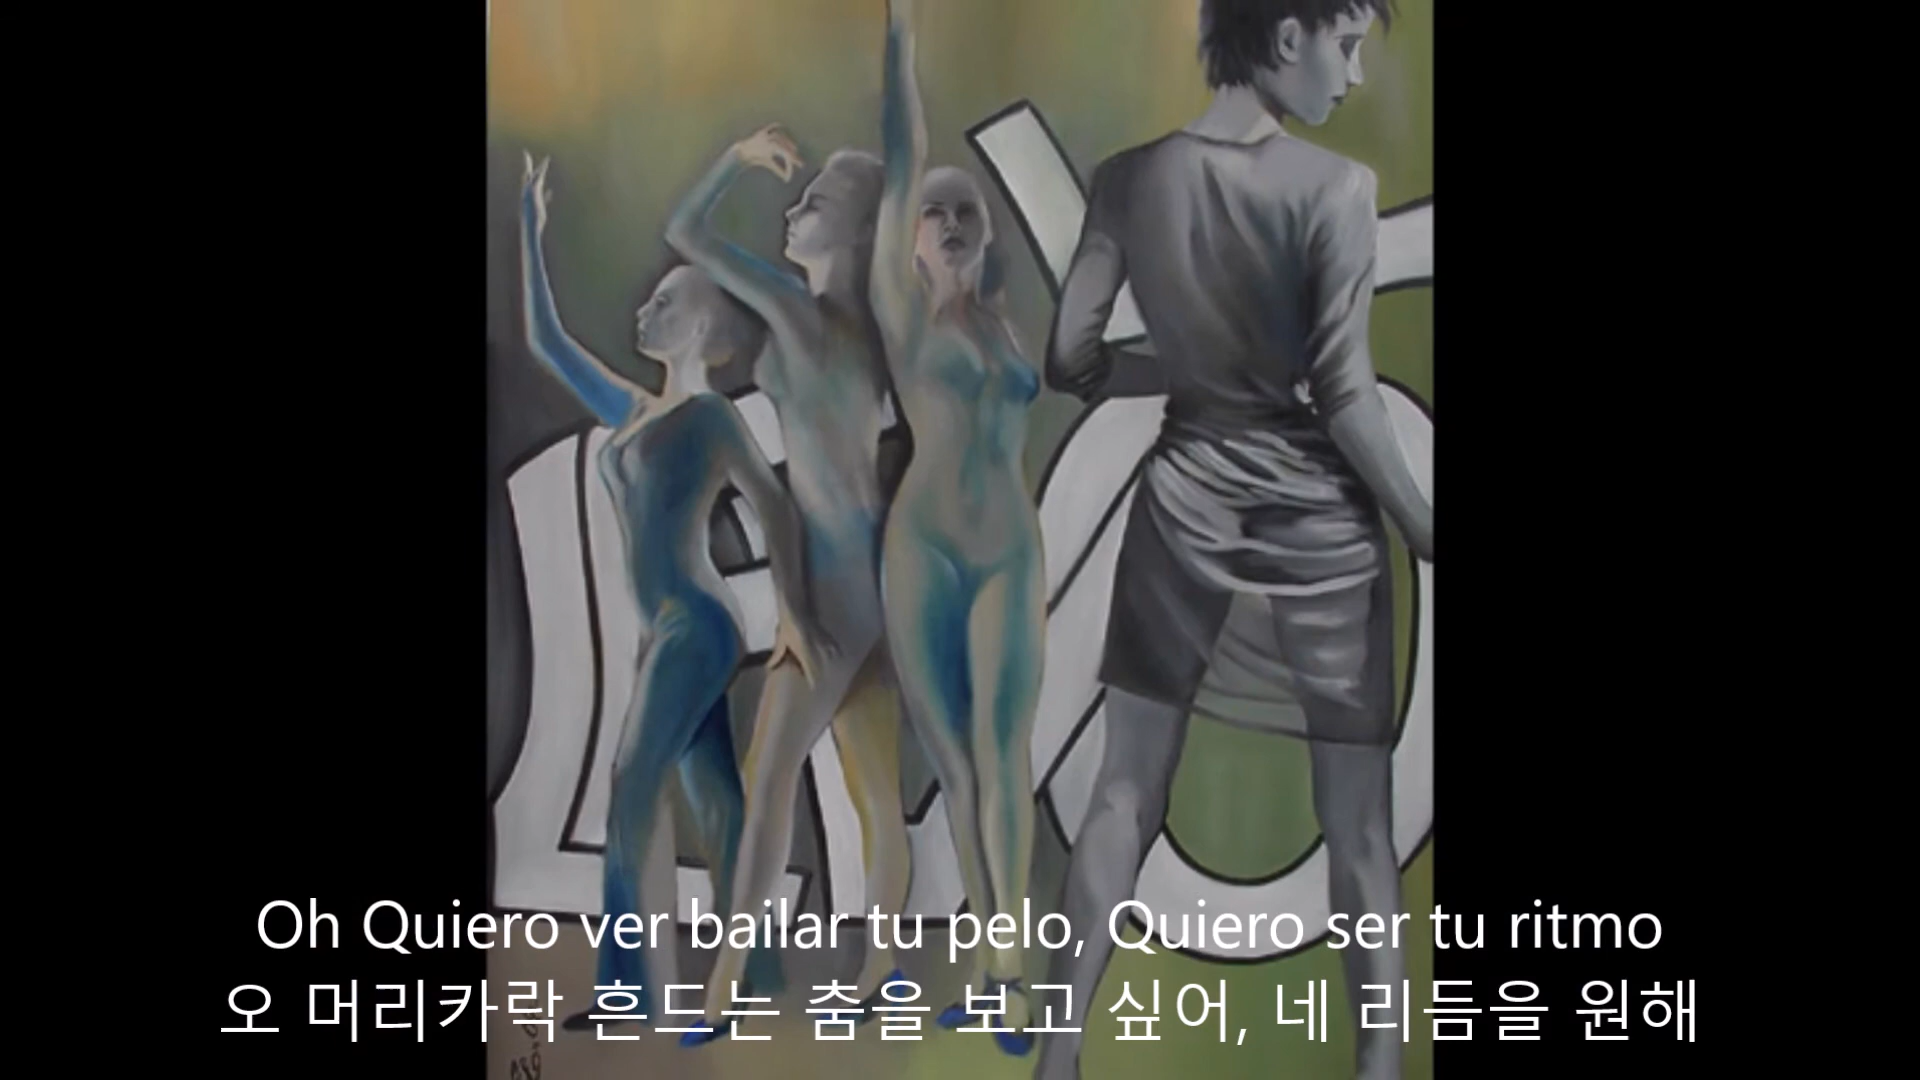 Oh Quiero ver bailar tu pelo, Quiero ser tu ritmo
오 머리카락 흔드는 춤을 보고 싶어, 네 리듬을 원해